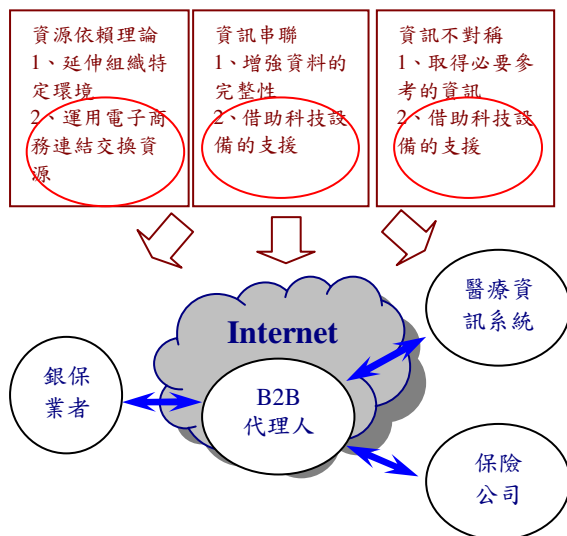 資源依賴理論
1、延伸組織特
定環境
2、運用電子商
務連結交換資
源
資訊串聯
1、增強資料的
完整性
2、借助科技設
備的支援
資訊不對稱
1、取得必要參
考的資訊
2、借助科技設
備的支援
Internet
B2B
代理人
銀保
業者
醫療資
訊系統
保險
公司